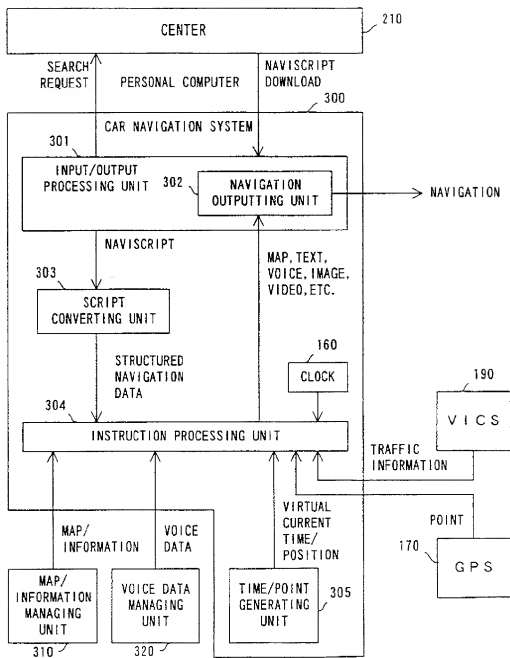 CENTER
210
SEARCH
REQUEST
PERSONAL COMPUTER
NAVISCRIPT
DOWNLOAD
300
CAR NAVIGATION SYSTEM
301
INPUT/OUTPUT
PROCESSING UNIT
302
NAVIGATION
OUTPUTTING UNIT
NAVIGATION
NAVISCRIPT
MAP, TEXT,
VOICE, IMAGE,
VIDEO, ETC.
303
SCRIPT
CONVERTING UNIT
STRUCTURED
NAVIGATION
DATA
160
CLOCK
190
VICS
304
INSTRUCTION PROCESSING UNIT
TRAFFIC
INFORMATION
MAP/
INFORMATION
VOICE
DATA
VIRTUAL
CURRENT
TIME/
POSITION
POINT
170
GPS
MAP/
INFORMATION
MANAGING
UNIT
310
VOICE DATA
MANAGING
UNIT
320
TIME/POINT
GENERATING
UNIT
305